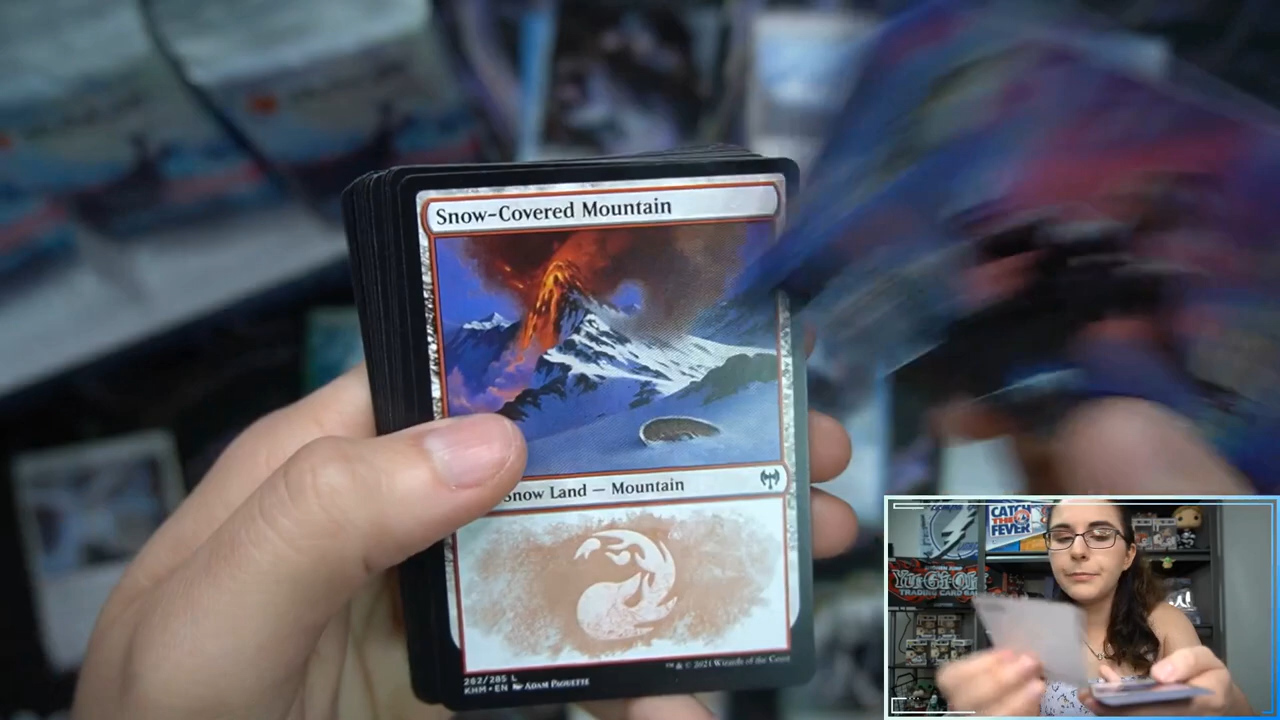 Snow-Covered Mountain
Snow Land — Mountain
282/285 L
KHM • EN Adam Paquette
™ & © 2021 Wizards of the Coast
CATCH
THE
FEVER
Yu-Gi-Oh!
TRADING CARD